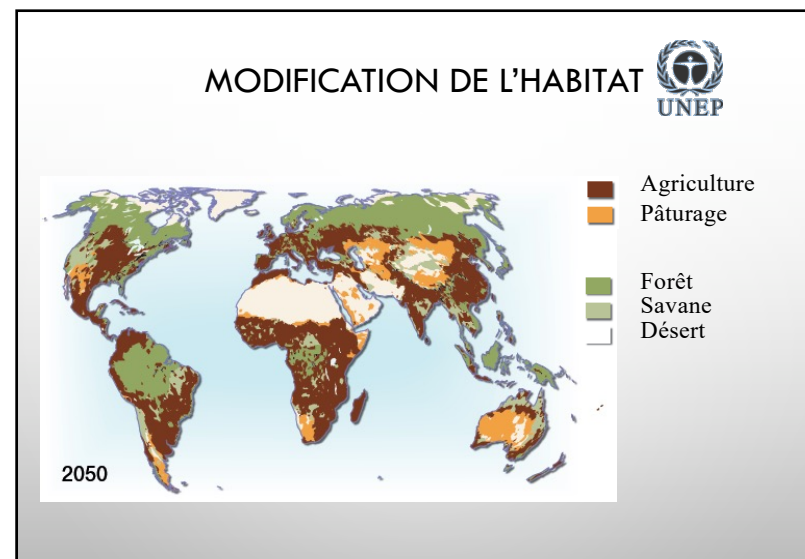 MODIFICATION DE L'HABITAT
UNEP
Agriculture
Pâturage
Forêt
Savane
Désert
2050